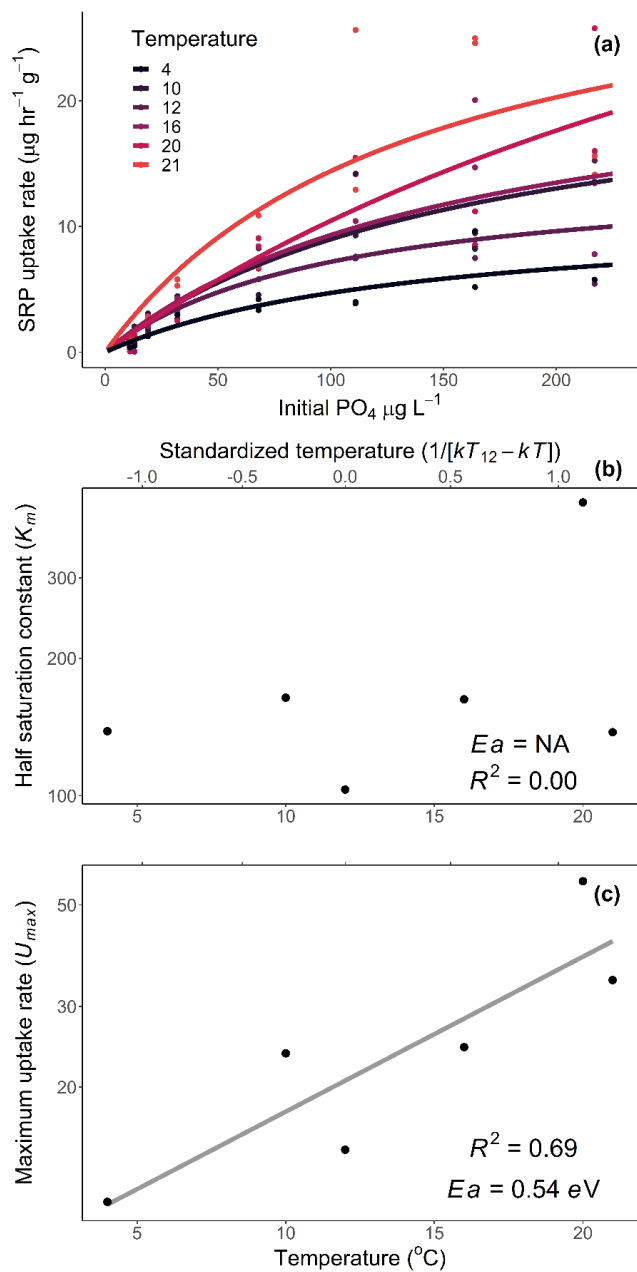 Temperature
4
10
12
16
20
21
(a)
SRP uptake rate (µg hr⁻¹ g⁻¹)
0
10
20
0 50 100 150 200
Initial PO₄ µg L⁻¹
Standardized temperature (1/[kT₁₂ – kT])
-1.0 -0.5 0.0 0.5 1.0
(b)
Half saturation constant (Kₘ)
300
200
100
Ea = NA
R² = 0.00
5 10 15 20
(c)
Maximum uptake rate (Uₘₐₓ)
50
30
20
R² = 0.69
Ea = 0.54 eV
5 10 15 20
Temperature (°C)